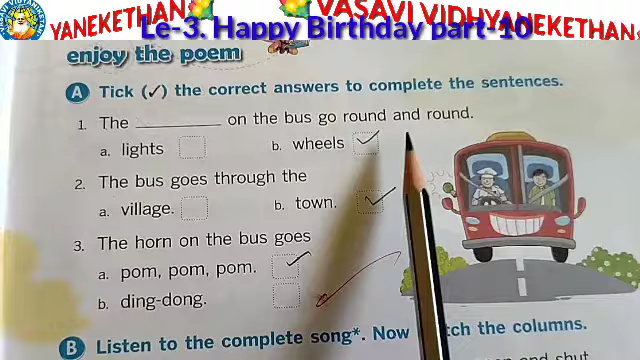 YANEKETHAN VASAVI VIDHYANEKETHAN
Le-3. Happy Birthday part-10
enjoy the poem
A Tick (✓) the correct answers to complete the sentences.
1. The ________ on the bus go round and round.
a. lights b. wheels ✓
2. The bus goes through the
a. village. b. town. ✓
3. The horn on the bus goes
a. pom, pom, pom. ✓
b. ding-dong.
B Listen to the complete song*. Now the columns.
and shut